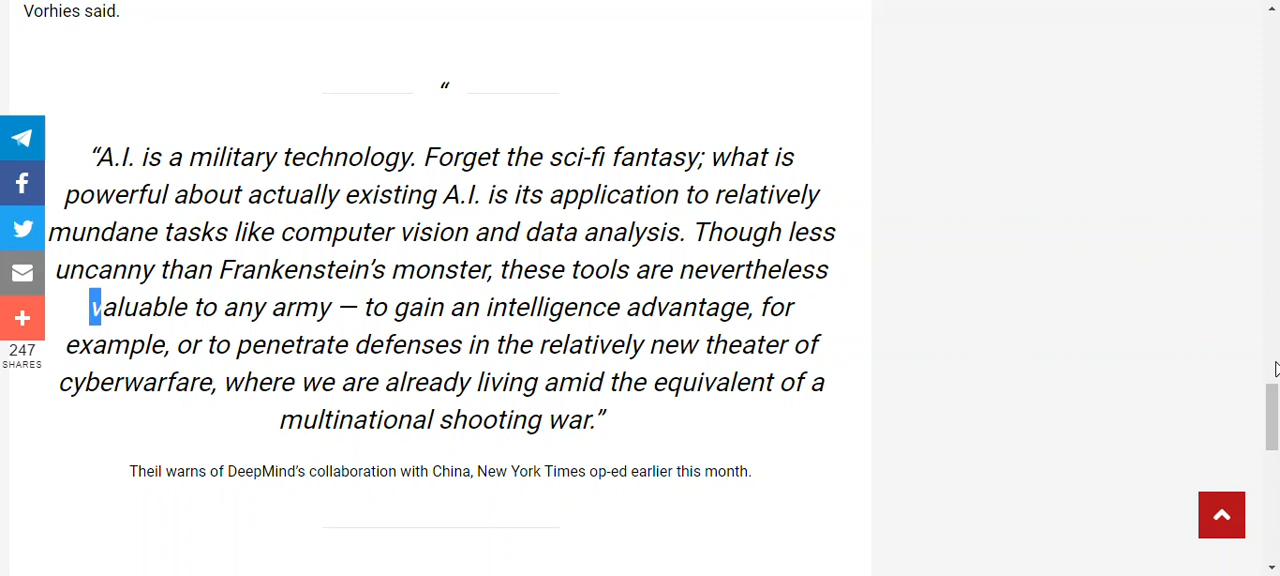 Vorhies said.
“
“A.I. is a military technology. Forget the sci-fi fantasy; what is
powerful about actually existing A.I. is its application to relatively
mundane tasks like computer vision and data analysis. Though less
uncanny than Frankenstein’s monster, these tools are nevertheless
valuable to any army — to gain an intelligence advantage, for
example, or to penetrate defenses in the relatively new theater of
cyberwarfare, where we are already living amid the equivalent of a
multinational shooting war.”
Theil warns of DeepMind’s collaboration with China, New York Times op-ed earlier this month.
247
SHARES